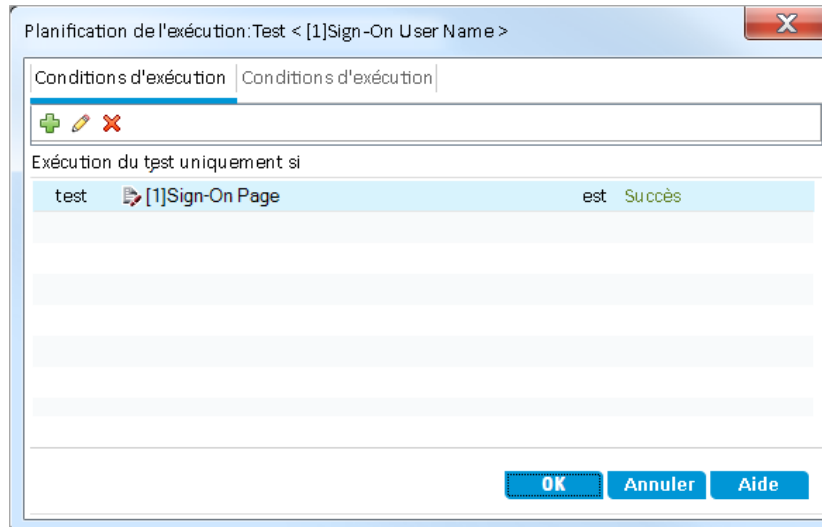 Planification de l'exécution:Test < [1]Sign-On User Name >
Conditions d'exécution Conditions d'exécution
Exécution du test uniquement si
test [1]Sign-On Page est Succès
OK Annuler Aide